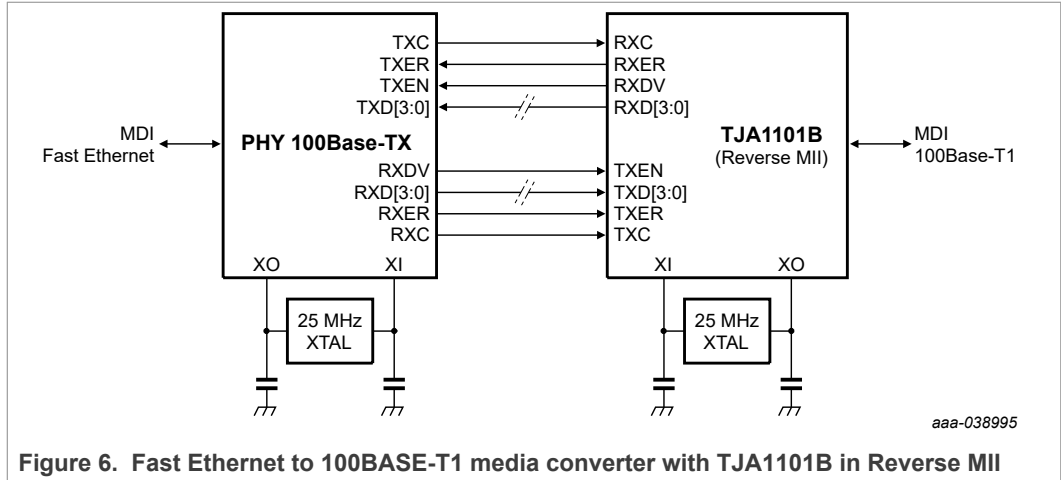 TXC
TXER
TXEN
TXD[3:0]
RXC
RXER
RXDV
RXD[3:0]
MDI
Fast Ethernet
PHY 100Base-TX
TJA1101B
(Reverse MII)
MDI
100Base-T1
RXDV
RXD[3:0]
RXER
RXC
TXEN
TXD[3:0]
TXER
TXC
XO XI
XI XO
25 MHz
XTAL
25 MHz
XTAL
aaa-038995
Figure 6. Fast Ethernet to 100BASE-T1 media converter with TJA1101B in Reverse MII